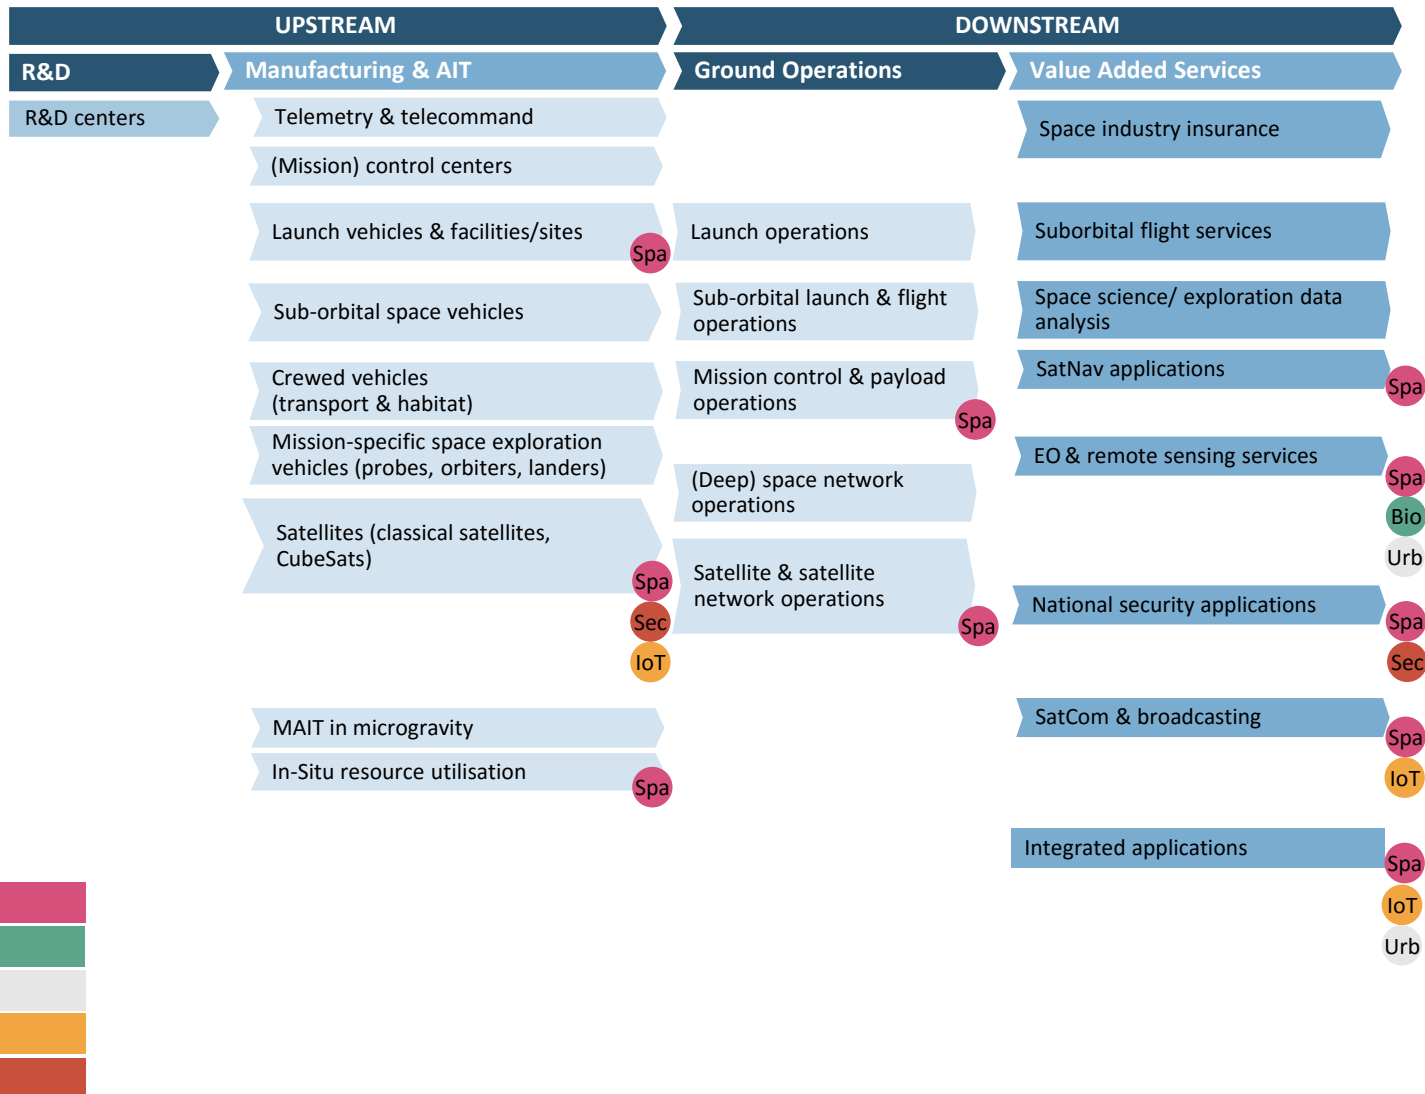 UPSTREAM
DOWNSTREAM
R&D
Manufacturing & AIT
Ground Operations
Value Added Services
R&D centers
Telemetry & telecommand
(Mission) control centers
Launch vehicles & facilities/sites
Spa
Sub-orbital space vehicles
Crewed vehicles
(transport & habitat)
Mission-specific space exploration
vehicles (probes, orbiters, landers)
Satellites (classical satellites,
CubeSats)
Spa
Sec
IoT
MAIT in microgravity
In-Situ resource utilisation
Spa
Launch operations
Sub-orbital launch & flight
operations
Mission control & payload
operations
Spa
(Deep) space network
operations
Satellite & satellite
network operations
Spa
Space industry insurance
Suborbital flight services
Space science/ exploration data
analysis
SatNav applications
Spa
EO & remote sensing services
Spa
Bio
Urb
National security applications
Spa
Sec
SatCom & broadcasting
Spa
IoT
Integrated applications
Spa
IoT
Urb